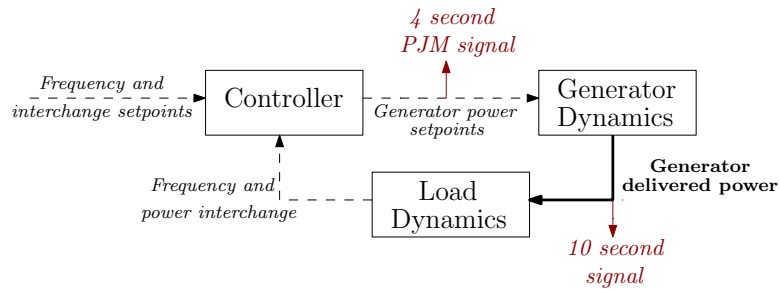 4 second
PJM signal
Frequency and
interchange setpoints
Controller
Generator power
setpoints
Generator
Dynamics
Generator
delivered power
Frequency and
power interchange
Load
Dynamics
10 second
signal